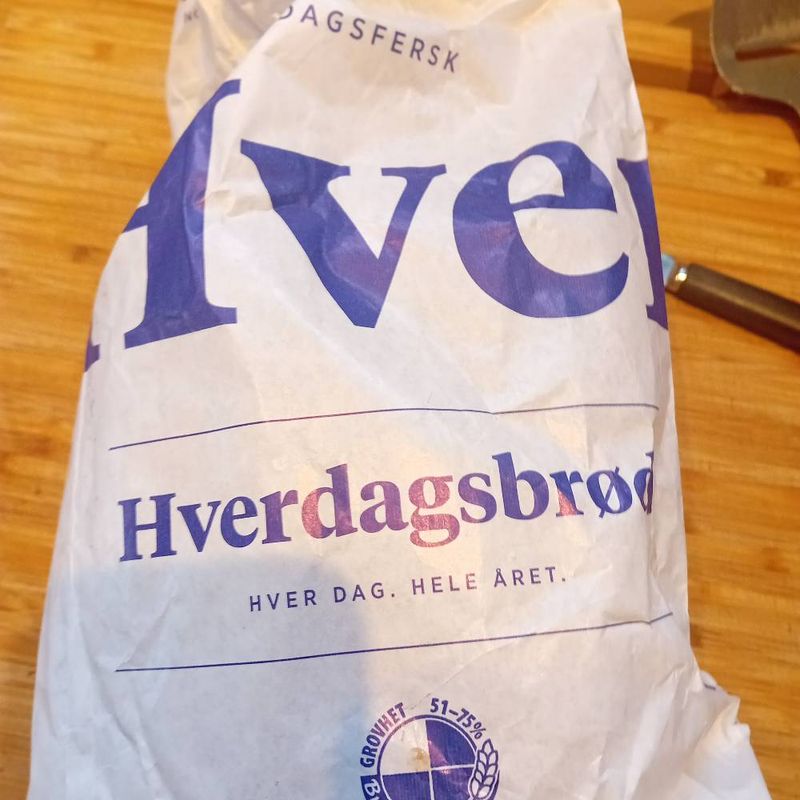 DAGSFERSK
Hver
Hverdagsbrød
HVER DAG. HELE ÅRET.
GROVHET 51–75%